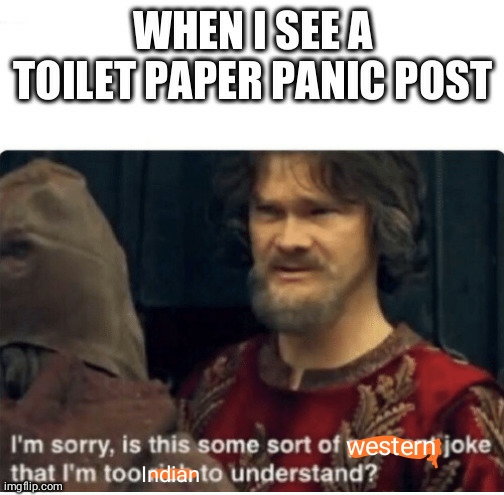 WHEN I SEE A
TOILET PAPER PANIC POST
I'm sorry, is this some sort of western joke
that I'm too Indian to understand?
imgflip.com